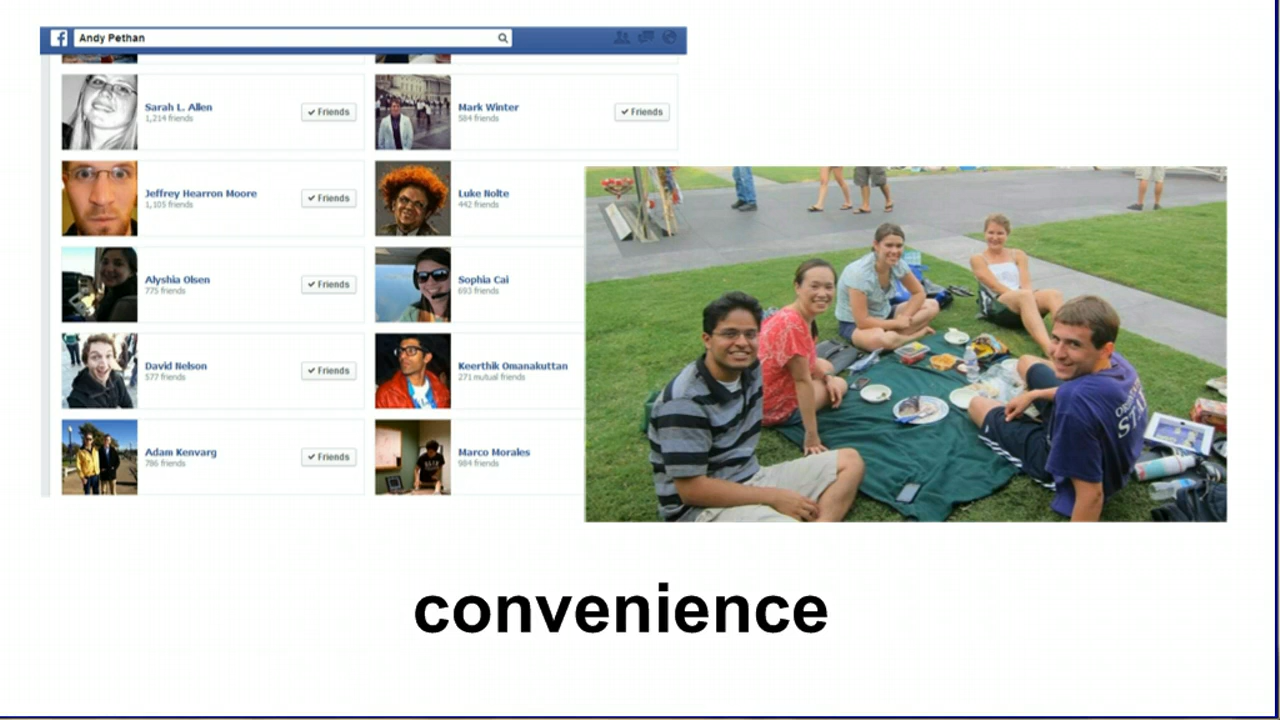 f Andy Pethan
Sarah L. Allen
1,214 friends
✔ Friends
Mark Winter
584 friends
✔ Friends
Jeffrey Hearron Moore
1,105 friends
✔ Friends
Luke Nolte
442 friends
Alyshia Olsen
775 friends
✔ Friends
Sophia Cai
693 friends
David Nelson
577 friends
✔ Friends
Keerthik Omanakuttan
271 mutual friends
Adam Kenvarg
786 friends
✔ Friends
Marco Morales
984 friends
convenience